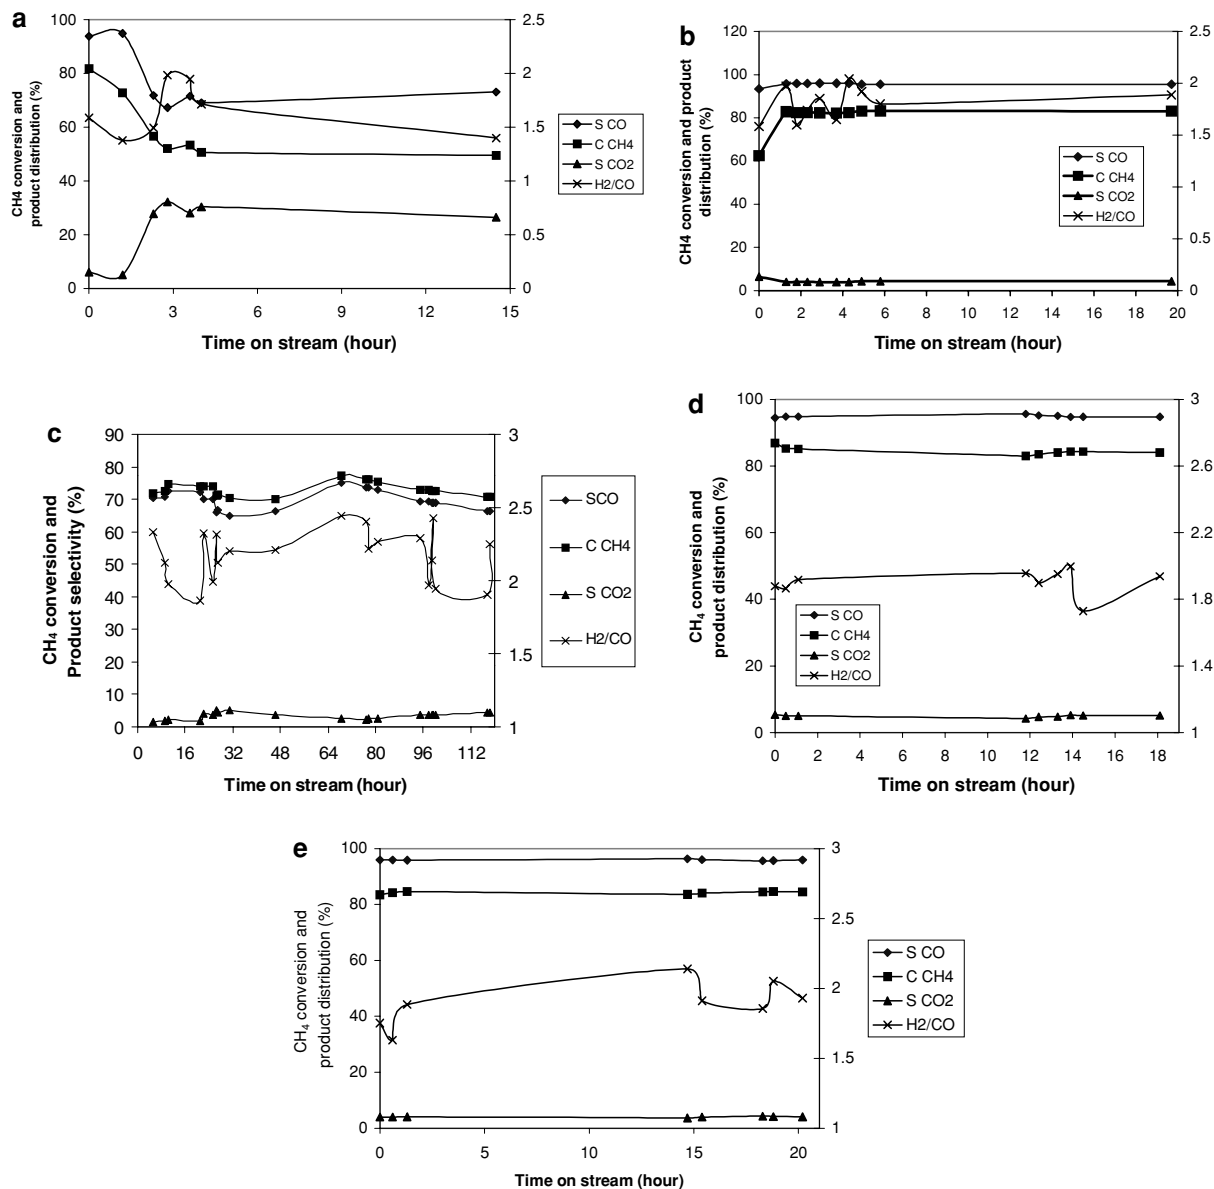 a
CH4 conversion and
product distribution (%)
100
80
60
40
20
0
2.5
2
1.5
1
0.5
0
0 3 6 9 12 15
Time on stream (hour)
S CO
C CH4
S CO2
H2/CO
b
CH4 conversion and product
distribution (%)
120
100
80
60
40
20
0
2.5
2
1.5
1
0.5
0
0 2 4 6 8 10 12 14 16 18 20
Time on stream (hour)
S CO
C CH4
S CO2
H2/CO
c
CH4 conversion and
Product selectivity (%)
90
80
70
60
50
40
30
20
10
0
3
2.5
2
1.5
1
0 16 32 48 64 80 96 112
Time on stream (hour)
SCO
C CH4
S CO2
H2/CO
d
CH4 conversion and
product distribution (%)
100
80
60
40
20
0
3
2.6
2.2
1.8
1.4
1
0 2 4 6 8 10 12 14 16 18
Time on stream (hour)
S CO
C CH4
S CO2
H2/CO
e
CH4 conversion and
product distribution (%)
100
80
60
40
20
0
3
2.5
2
1.5
1
0 5 10 15 20
Time on stream (hour)
S CO
C CH4
S CO2
H2/CO